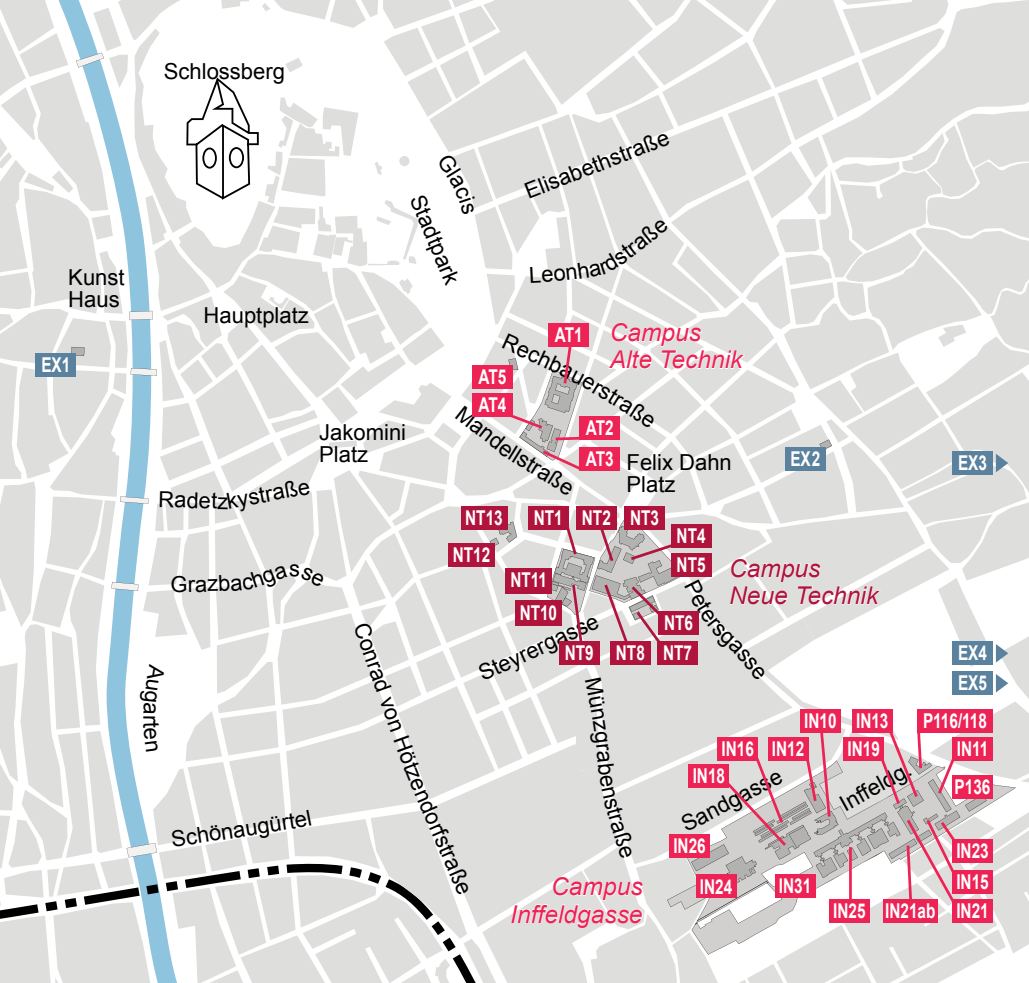 Schlossberg
Glacis
Elisabethstraße
Stadtpark
Leonhardstraße
Kunst
Haus
Hauptplatz
EX1
AT1
Campus
Alte Technik
Rechbauerstraße
AT5
AT4
AT2
AT3
Mandellstraße
Jakomini
Platz
Felix Dahn
Platz
EX2
EX3
Radetzkystraße
NT13
NT1
NT2
NT3
NT4
NT12
NT5
NT11
NT10
Campus
Neue Technik
Grazbachgasse
NT6
NT9
NT8
NT7
Steyrergasse
Petersgasse
EX4
EX5
Augarten
Conrad von Hötzendorfstraße
Münzgrabenstraße
IN10
IN13
P116/118
IN16
IN12
IN19
IN11
IN18
P136
Sandgasse
Inffeldg.
Schönaugürtel
IN26
IN23
IN24
IN31
IN15
IN25
IN21ab
IN21
Campus
Inffeldgasse